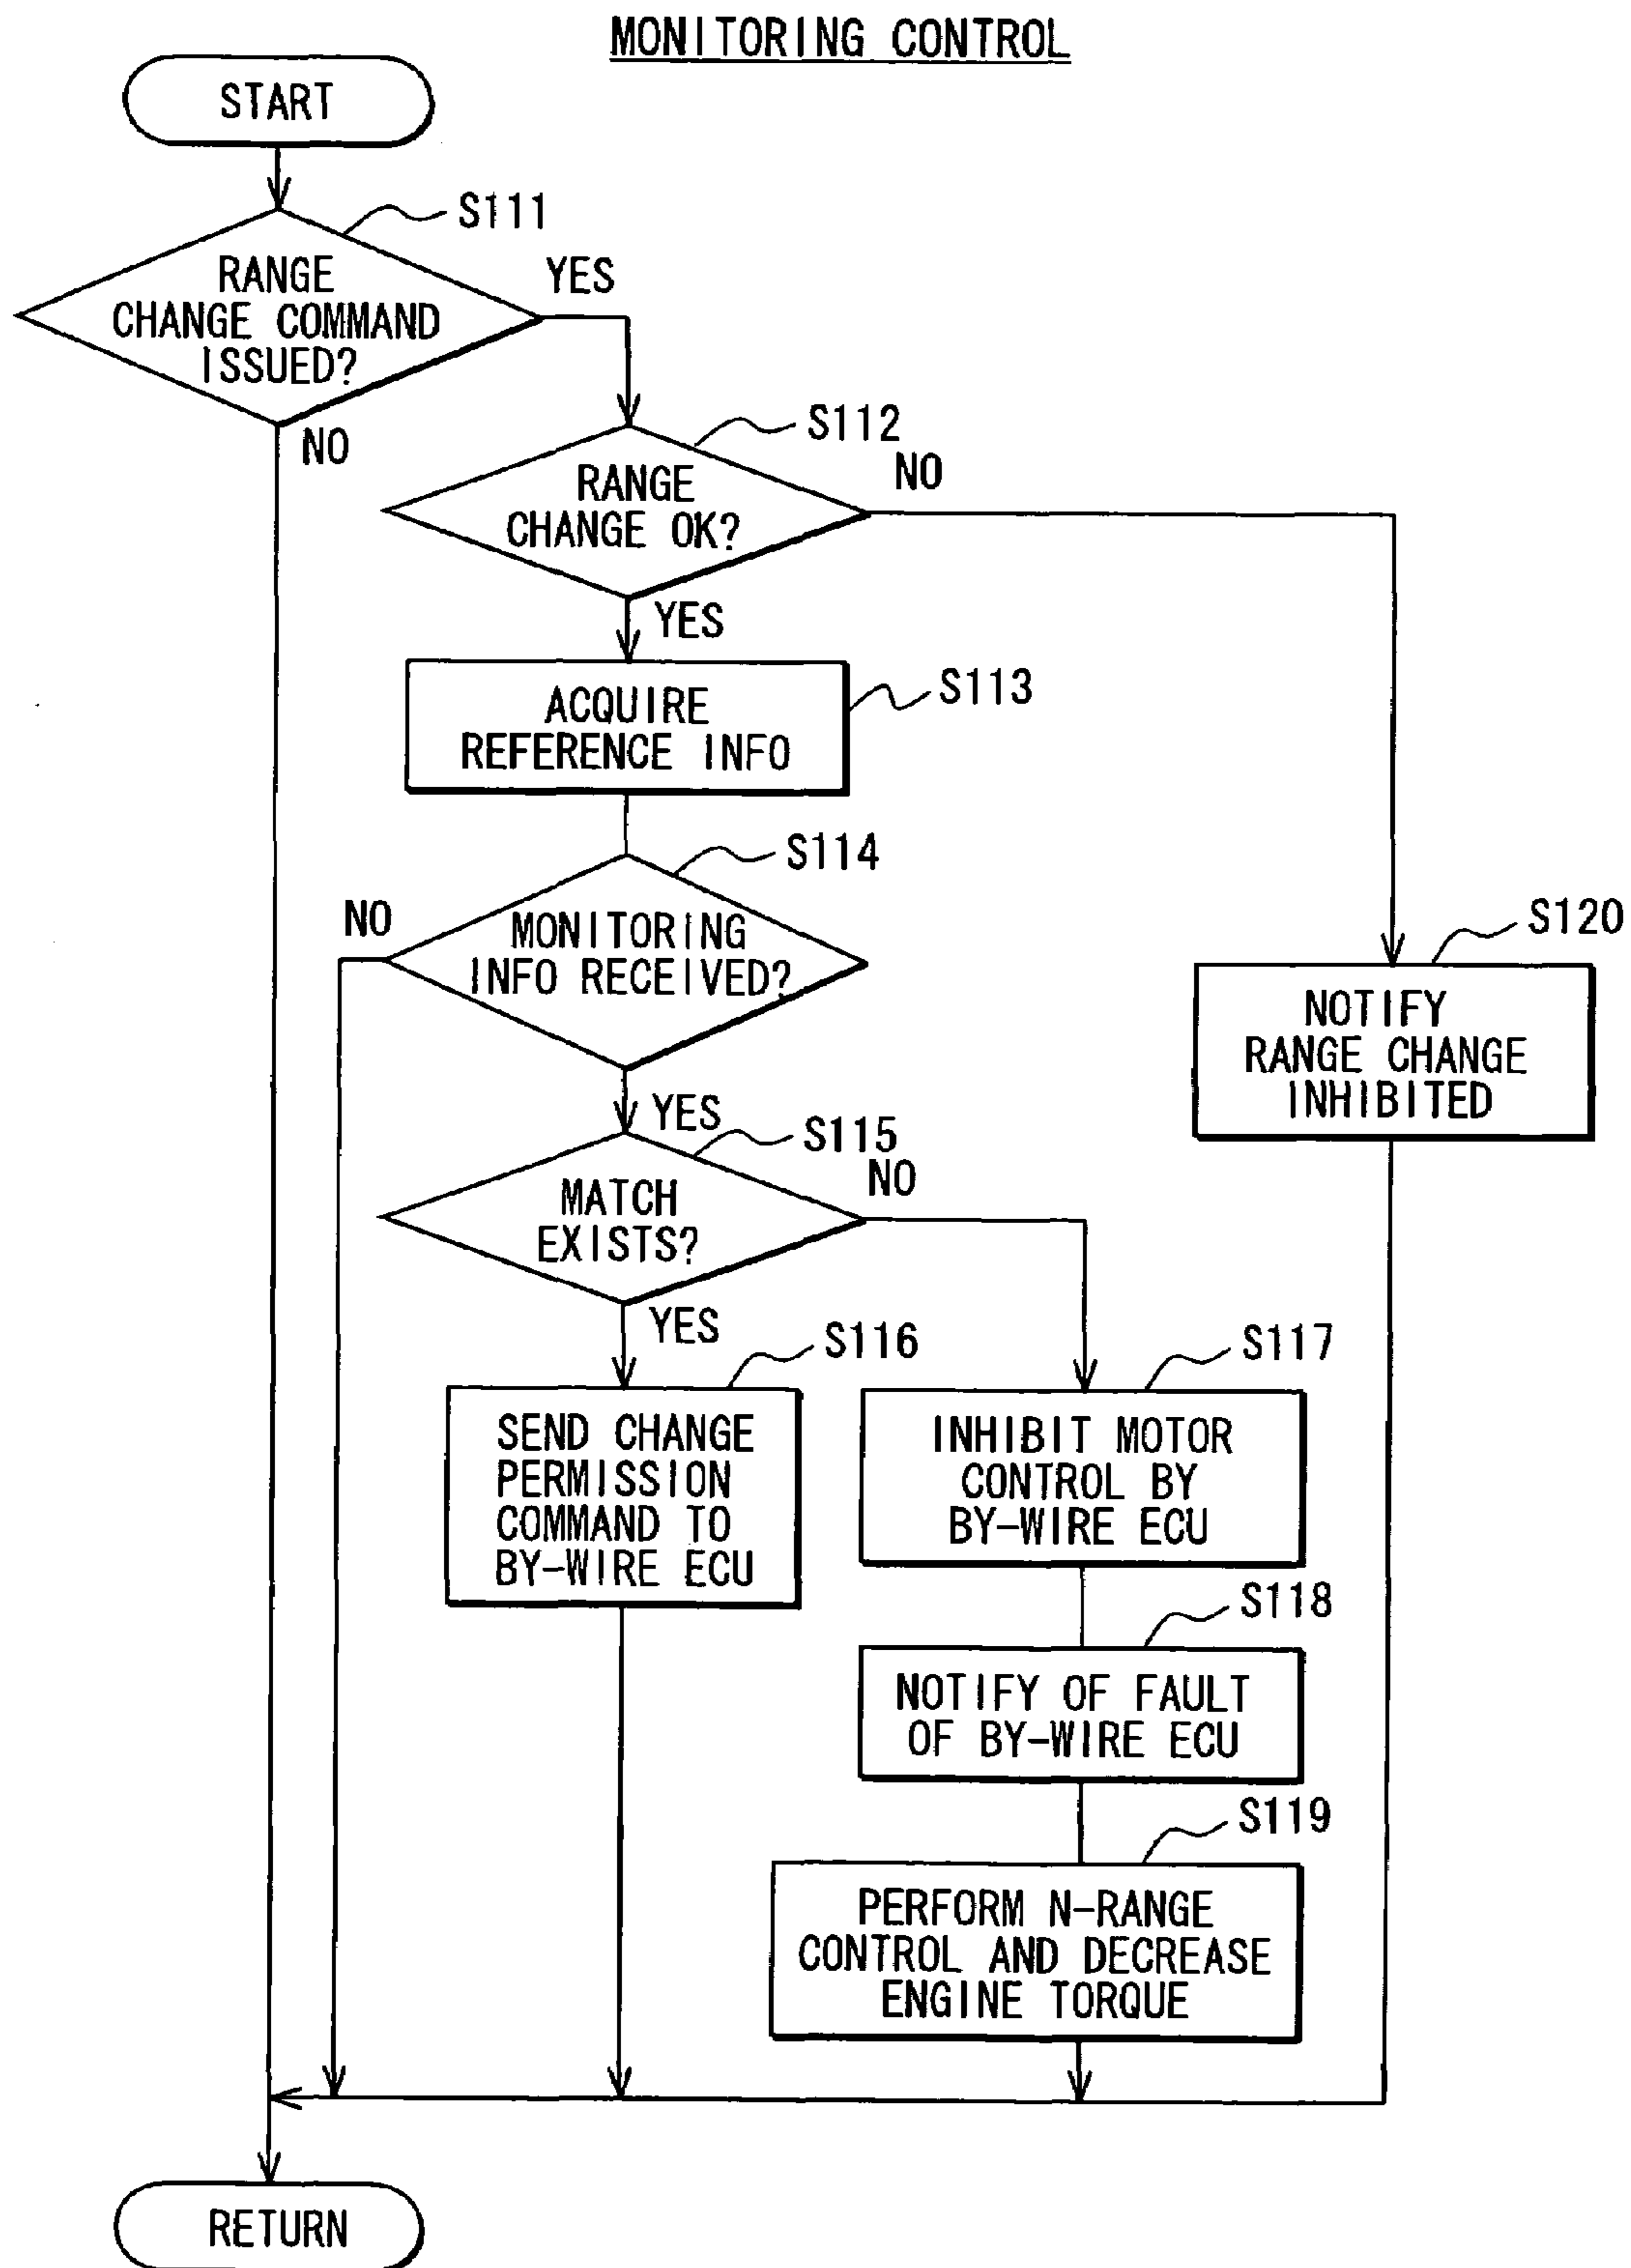 MONITORING CONTROL
START
S111
RANGE
CHANGE COMMAND
ISSUED?
YES
NO
S112
RANGE
CHANGE OK?
NO
YES
ACQUIRE
REFERENCE INFO
S113
S114
NO
MONITORING
INFO RECEIVED?
S120
NOTIFY
RANGE CHANGE
INHIBITED
YES
S115
MATCH
EXISTS?
NO
YES
S116
SEND CHANGE
PERMISSION
COMMAND TO
BY-WIRE ECU
S117
INHIBIT MOTOR
CONTROL BY
BY-WIRE ECU
S118
NOTIFY OF FAULT
OF BY-WIRE ECU
S119
PERFORM N-RANGE
CONTROL AND DECREASE
ENGINE TORQUE
RETURN